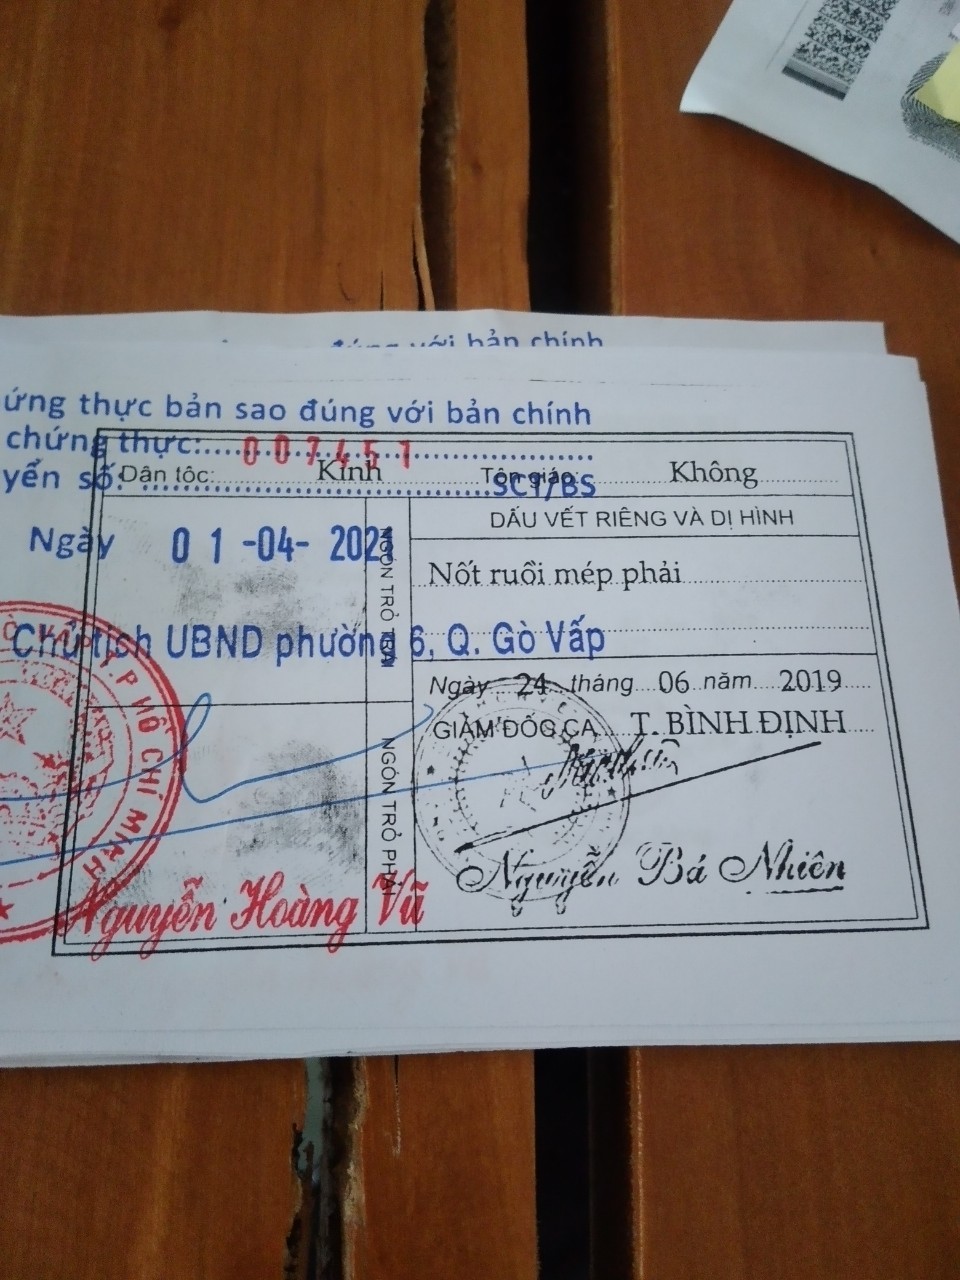 đúng với bản chính
ứng thực bản sao đúng với bản chính
chứng thực: 007451
yển số: SCT/BS
Dân tộc: Kinh Tôn giáo: Không
Ngày 01-04-2021
DẤU VẾT RIÊNG VÀ DỊ HÌNH
Nốt ruồi mép phải
NGÓN TRỎ TRÁI
Chủ tịch UBND phường 6, Q. Gò Vấp
Ngày 24 tháng 06 năm 2019
GIÁM ĐỐC CA T. BÌNH ĐỊNH
NGÓN TRỎ PHẢI
P HỒ CHÍ MINH
Nguyễn Bá Nhiên
Nguyễn Hoàng Vũ